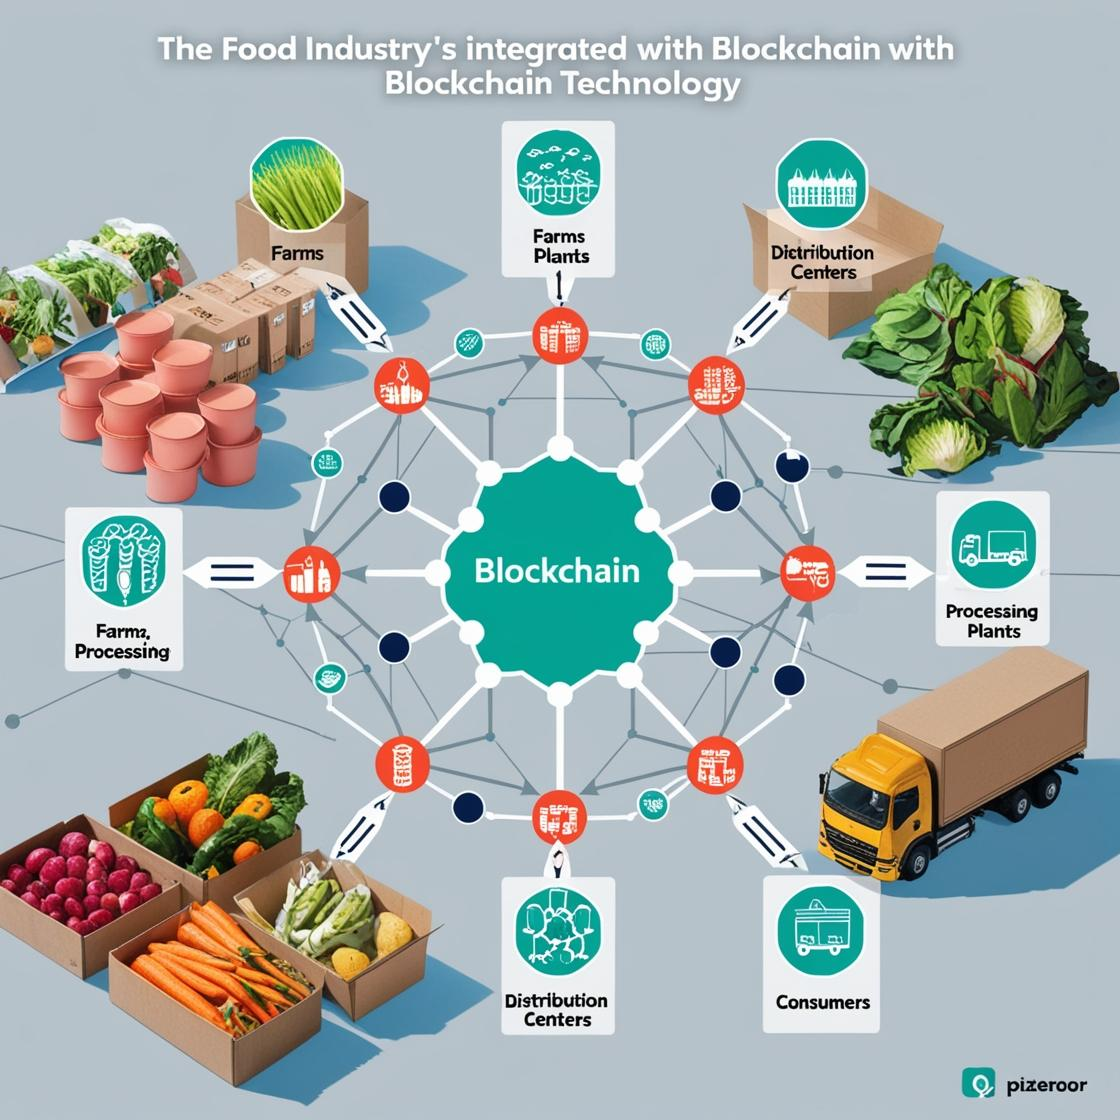 The Food Industry's integrated with Blockchain with
Blockchain Technology
Farms
Farms
Plants
Distribution
Centers
Blockchain
Farmz,
Processing
Processing
Plants
Distribution
Centers
Consumers
pizeroor